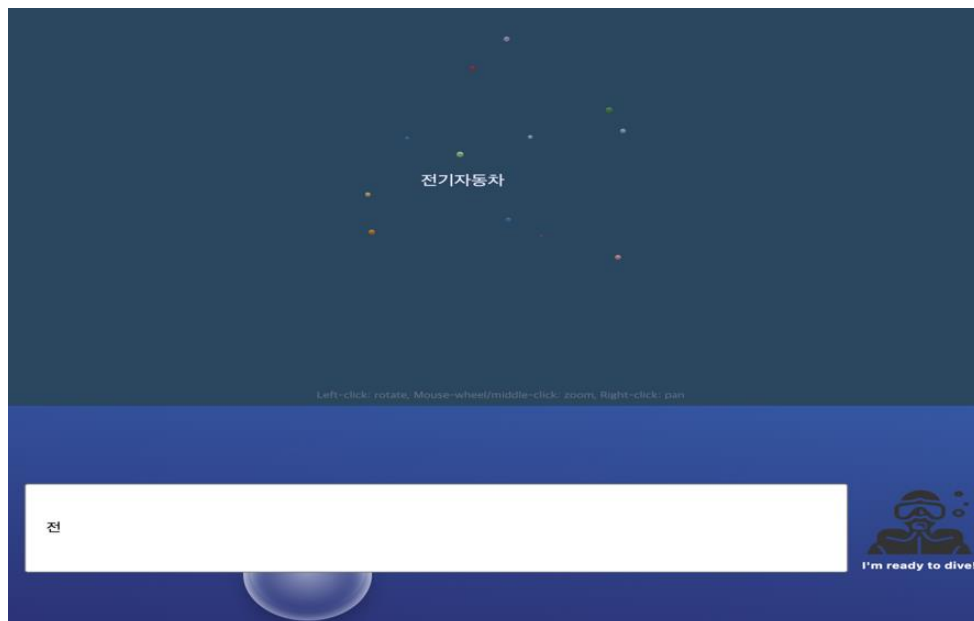 전기자동차
Left-click: rotate, Mouse-wheel/middle-click: zoom, Right-click: pan
전
I'm ready to dive!